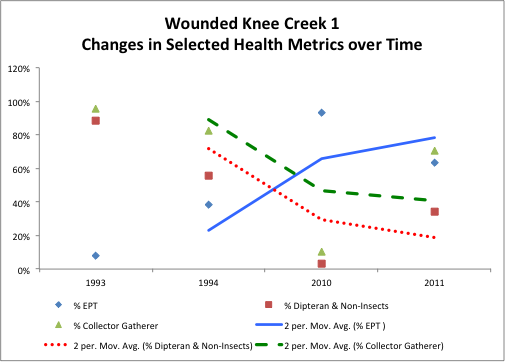 Wounded Knee Creek 1
Changes in Selected Health Metrics over Time
120%
100%
80%
60%
40%
20%
0%
1993 1994 2010 2011
% EPT % Dipteran & Non-Insects
% Collector Gatherer 2 per. Mov. Avg. (% EPT )
2 per. Mov. Avg. (% Dipteran & Non-Insects) 2 per. Mov. Avg. (% Collector Gatherer)